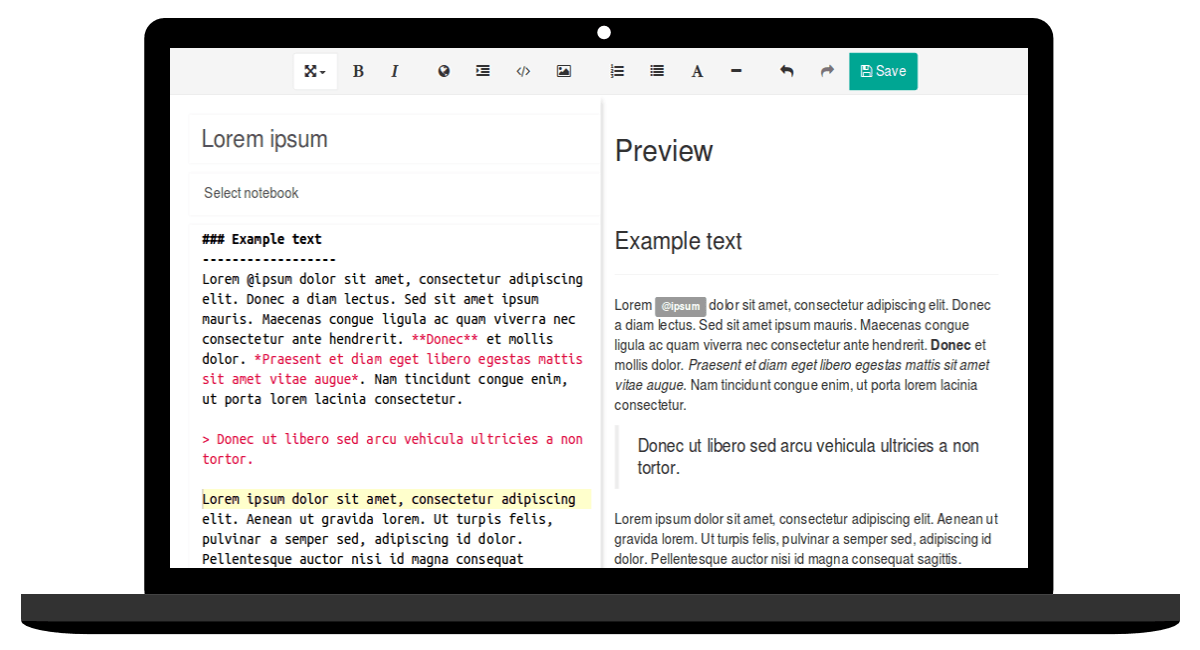 B I A Save
Lorem ipsum
Select notebook
### Example text
------------------
Lorem @ipsum dolor sit amet, consectetur adipiscing
elit. Donec a diam lectus. Sed sit amet ipsum
mauris. Maecenas congue ligula ac quam viverra nec
consectetur ante hendrerit. **Donec** et mollis
dolor. *Praesent et diam eget libero egestas mattis
sit amet vitae augue*. Nam tincidunt congue enim,
ut porta lorem lacinia consectetur.
> Donec ut libero sed arcu vehicula ultricies a non
tortor.
Lorem ipsum dolor sit amet, consectetur adipiscing
elit. Aenean ut gravida lorem. Ut turpis felis,
pulvinar a semper sed, adipiscing id dolor.
Pellentesque auctor nisi id magna consequat
Preview
Example text
Lorem @ipsum dolor sit amet, consectetur adipiscing elit. Donec
a diam lectus. Sed sit amet ipsum mauris. Maecenas congue
ligula ac quam viverra nec consectetur ante hendrerit. Donec et
mollis dolor. Praesent et diam eget libero egestas mattis sit amet
vitae augue. Nam tincidunt congue enim, ut porta lorem lacinia
consectetur.
Donec ut libero sed arcu vehicula ultricies a non
tortor.
Lorem ipsum dolor sit amet, consectetur adipiscing elit. Aenean ut
gravida lorem. Ut turpis felis, pulvinar a semper sed, adipiscing id
dolor. Pellentesque auctor nisi id magna consequat sagittis.